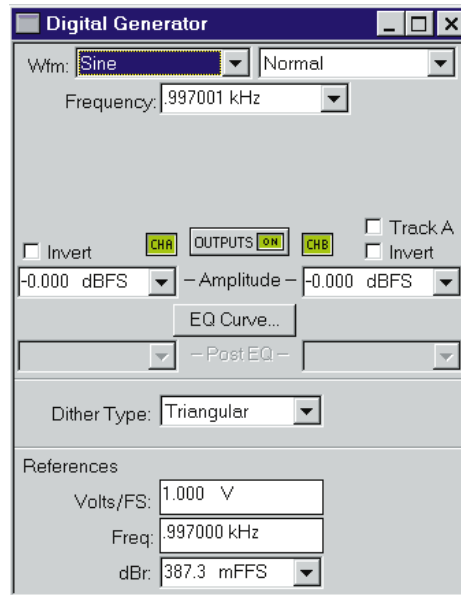 Digital Generator
Wfm: Sine Normal
Frequency: .997001 kHz
Track A
Invert CHA OUTPUTS ON CHB Invert
-0.000 dBFS – Amplitude – -0.000 dBFS
EQ Curve...
– Post EQ –
Dither Type: Triangular
References
Volts/FS: 1.000 V
Freq: .997000 kHz
dBr: 387.3 mFFS